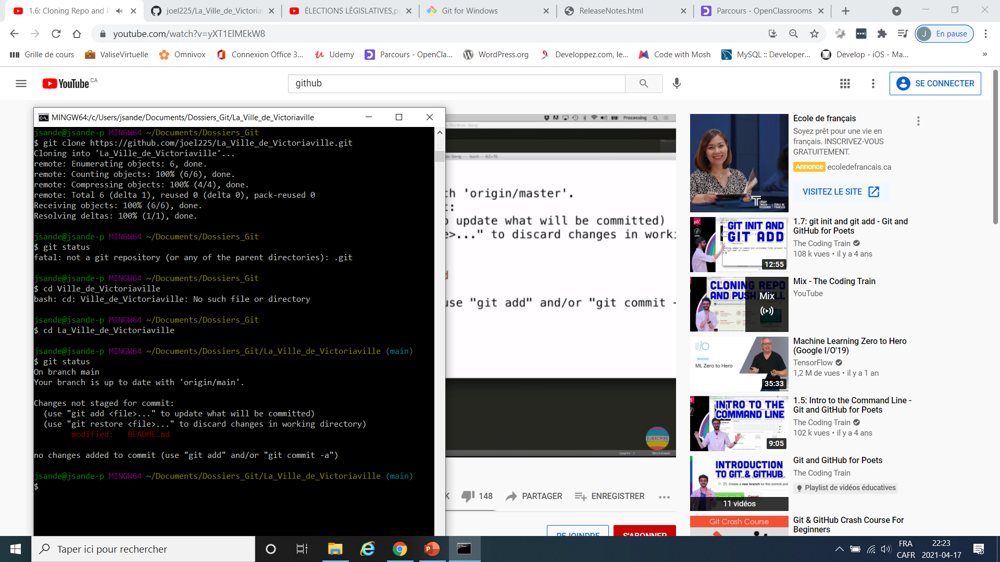 1.6: Cloning Repo and P
joel225/La_Ville_de_Victoria
ÉLECTIONS LÉGISLATIVES,p
Git for Windows
ReleaseNotes.html
Parcours - OpenClassrooms
youtube.com/watch?v=yXT1ElMEkW8
J En pause
Grille de cours
ValiseVirtuelle
Omnivox
Connexion Office 3...
Udemy
Parcours - OpenCla...
WordPress.org
Developpez.com, le...
Code with Mosh
MySQL :: Developer...
Develop - iOS - Ma...
»
YouTube CA
github
SE CONNECTER
MINGW64:/c/Users/jsande/Documents/Dossiers_Git/La_Ville_de_Victoriaville
jsande@jsande-p MINGW64 ~/Documents/Dossiers_Git
$ git clone https://github.com/joel225/La_Ville_de_Victoriaville.git
Cloning into 'La_Ville_de_Victoriaville'...
remote: Enumerating objects: 6, done.
remote: Counting objects: 100% (6/6), done.
remote: Compressing objects: 100% (4/4), done.
remote: Total 6 (delta 1), reused 0 (delta 0), pack-reused 0
Receiving objects: 100% (6/6), done.
Resolving deltas: 100% (1/1), done.
jsande@jsande-p MINGW64 ~/Documents/Dossiers_Git
$ git status
fatal: not a git repository (or any of the parent directories): .git
jsande@jsande-p MINGW64 ~/Documents/Dossiers_Git
$ cd Ville_de_Victoriaville
bash: cd: Ville_de_Victoriaville: No such file or directory
jsande@jsande-p MINGW64 ~/Documents/Dossiers_Git
$ cd La_Ville_de_Victoriaville
jsande@jsande-p MINGW64 ~/Documents/Dossiers_Git/La_Ville_de_Victoriaville (main)
$ git status
On branch main
Your branch is up to date with 'origin/main'.
Changes not staged for commit:
(use "git add <file>..." to update what will be committed)
(use "git restore <file>..." to discard changes in working directory)
modified: README.md
no changes added to commit (use "git add" and/or "git commit -a")
jsande@jsande-p MINGW64 ~/Documents/Dossiers_Git/La_Ville_de_Victoriaville (main)
$
Processing
-bash — 62×15
th 'origin/master'.
t:
o update what will be committed)
e>..." to discard changes in work
use "git add" and/or "git commit -
SUBSCRIBE
K
148
PARTAGER
ENREGISTRER
REJOINDRE
S'ABONNER
École de français
Soyez prêt pour une vie en
français. INSCRIVEZ-VOUS
GRATUITEMENT.
Annonce ecoledefrancais.ca
VISITEZ LE SITE
GIT INIT AND
GIT ADD
12:55
1.7: git init and git add - Git and
GitHub for Poets
The Coding Train
108 k vues • il y a 4 ans
CLONING REPO
AND PUSH/PULL
Mix
Mix - The Coding Train
YouTube
I/O
ML Zero to Hero
35:33
Machine Learning Zero to Hero
(Google I/O'19)
TensorFlow
1,2 M de vues • il y a 1 an
INTRO TO THE
COMMAND LINE
9:05
1.5: Intro to the Command Line -
Git and GitHub for Poets
The Coding Train
102 k vues • il y a 4 ans
INTRODUCTION
TO GIT & GITHUB
Create a new branch for this commit and
11 vidéos
Git and GitHub for Poets
The Coding Train
Playlist de vidéos éducatives
Git Crash Course
Git & GitHub Crash Course For
Beginners
Taper ici pour rechercher
FRA
CAFR
22:23
2021-04-17